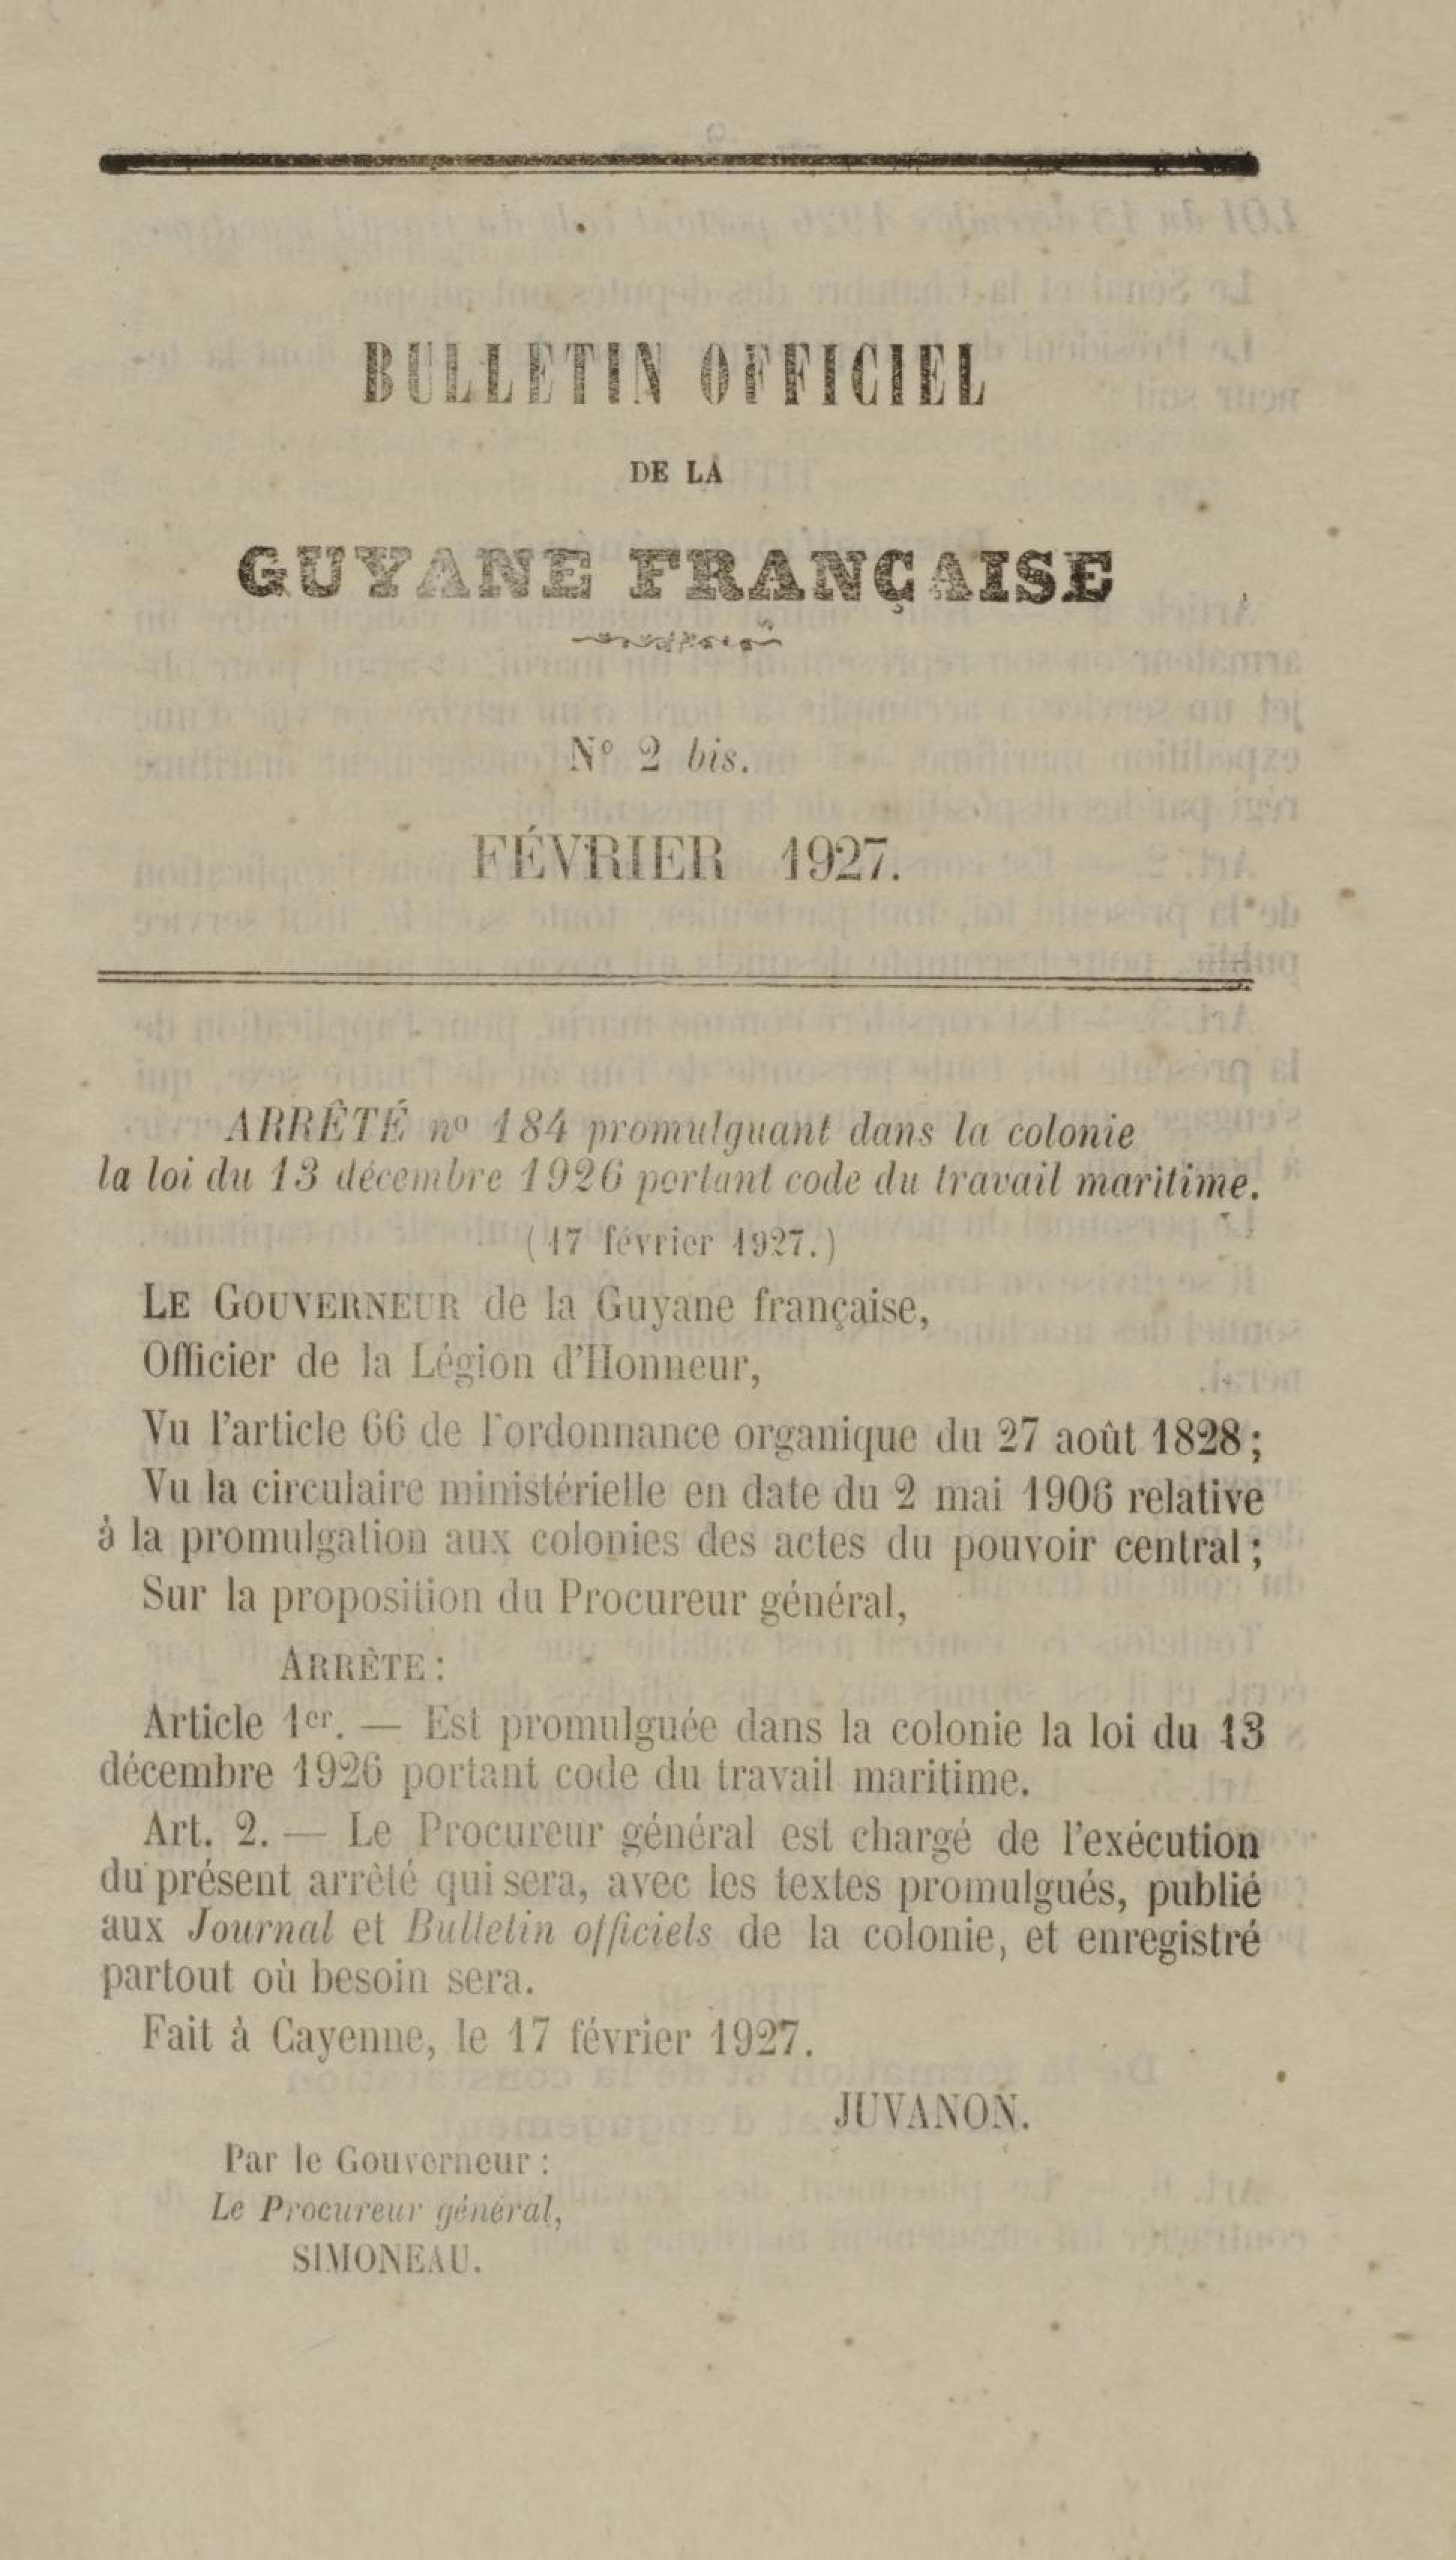 BULLETIN OFFICIEL
DE LA
GUYANE FRANÇAISE
N° 2 bis.
FÉVRIER 1927.
ARRÊTÉ n° 184 promulguant dans la colonie
la loi du 13 décembre 1926 portant code du travail maritime.
(17 février 1927.)
LE GOUVERNEUR de la Guyane française,
Officier de la Légion d'Honneur,
Vu l'article 66 de l'ordonnance organique du 27 août 1828;
Vu la circulaire ministérielle en date du 2 mai 1906 relative
à la promulgation aux colonies des actes du pouvoir central;
Sur la proposition du Procureur général,
ARRÊTE:
Article 1er. — Est promulguée dans la colonie la loi du 13
décembre 1926 portant code du travail maritime.
Art. 2. — Le Procureur général est chargé de l'exécution
du présent arrêté qui sera, avec les textes promulgués, publié
aux Journal et Bulletin officiels de la colonie, et enregistré
partout où besoin sera.
Fait à Cayenne, le 17 février 1927.
JUVANON.
Par le Gouverneur:
Le Procureur général,
SIMONEAU.